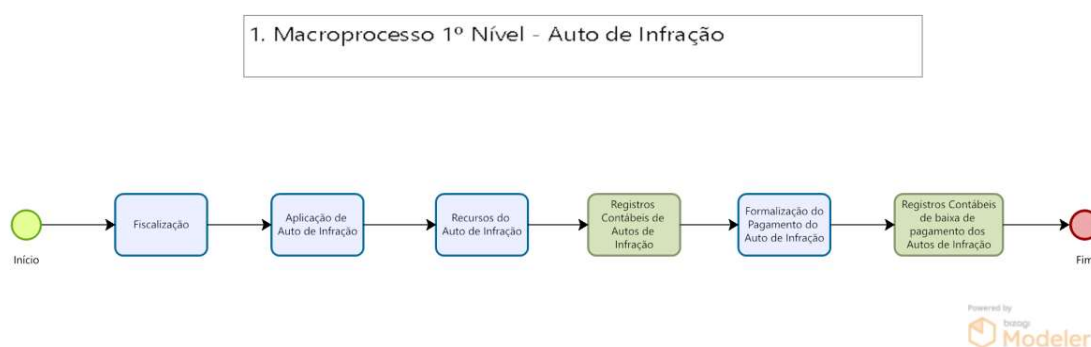 1. Macroprocesso 1º Nível - Auto de Infração
Início
Fiscalização
Aplicação de
Auto de Infração
Recursos do
Auto de Infração
Registros
Contábeis de
Autos de
Infração
Formalização do
Pagamento do
Auto de Infração
Registros Contábeis
de baixa de
pagamento dos
Autos de Infração
Fim
Powered by
bizagi
Modeler